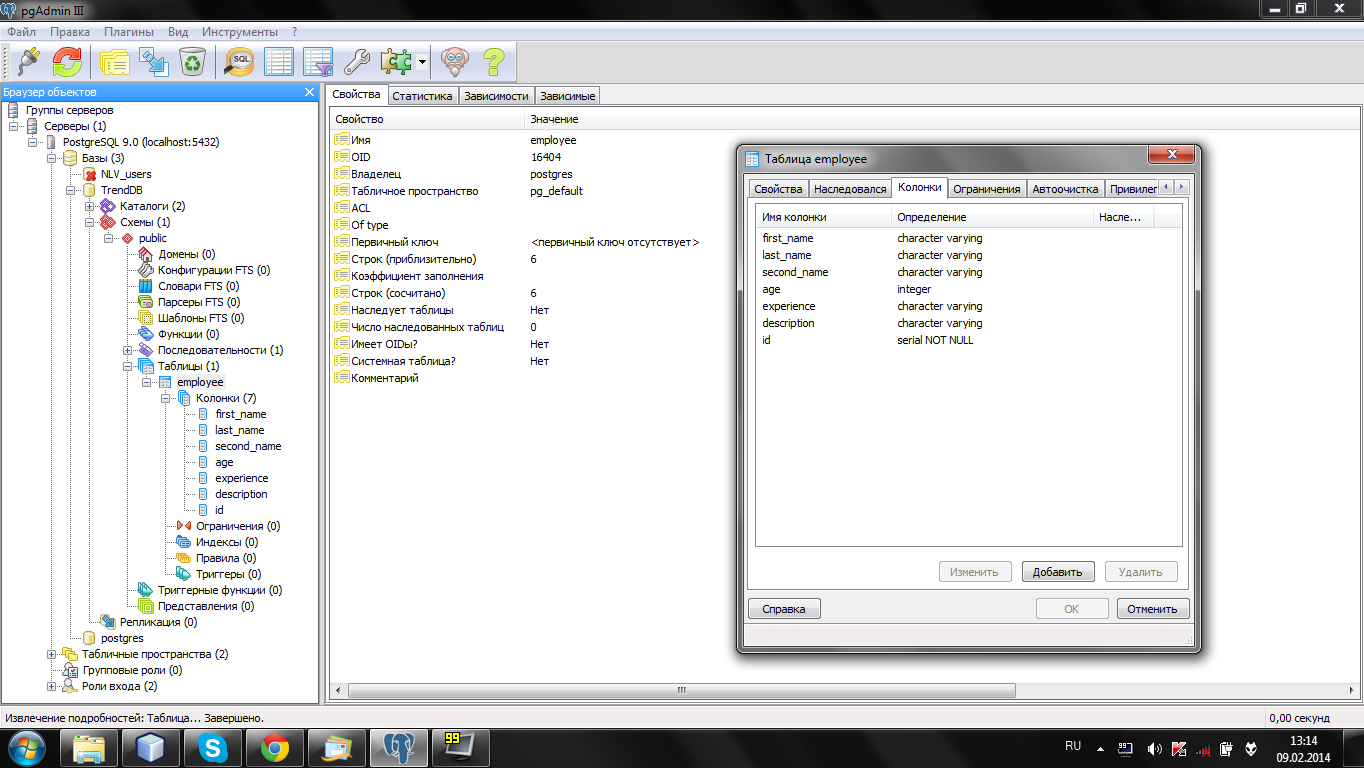 pgAdmin III
Файл Правка Плагины Вид Инструменты ?
SQL
Браузер объектов
Группы серверов
Серверы (1)
PostgreSQL 9.0 (localhost:5432)
Базы (3)
NLV_users
TrendDB
Каталоги (2)
Схемы (1)
public
Домены (0)
Конфигурации FTS (0)
Словари FTS (0)
Парсеры FTS (0)
Шаблоны FTS (0)
Функции (0)
Последовательности (1)
Таблицы (1)
employee
Колонки (7)
first_name
last_name
second_name
age
experience
description
id
Ограничения (0)
Индексы (0)
Правила (0)
Триггеры (0)
Триггерные функции (0)
Представления (0)
Репликация (0)
postgres
Табличные пространства (2)
Групповые роли (0)
Роли входа (2)
Свойства Статистика Зависимости Зависимые
Свойство Значение
Имя employee
OID 16404
Владелец postgres
Табличное пространство pg_default
ACL
Of type
Первичный ключ <первичный ключ отсутствует>
Строк (приблизительно) 6
Коэффициент заполнения
Строк (сосчитано) 6
Наследует таблицы Нет
Число наследованных таблиц 0
Имеет OIDы? Нет
Системная таблица? Нет
Комментарий
Таблица employee
Свойства Наследовался Колонки Ограничения Автоочистка Привилег
Имя колонки Определение Насле...
first_name character varying
last_name character varying
second_name character varying
age integer
experience character varying
description character varying
id serial NOT NULL
Изменить Добавить Удалить
Справка OK Отменить
Извлечение подробностей: Таблица... Завершено. 0,00 секунд
99
RU 99 13:14
09.02.2014